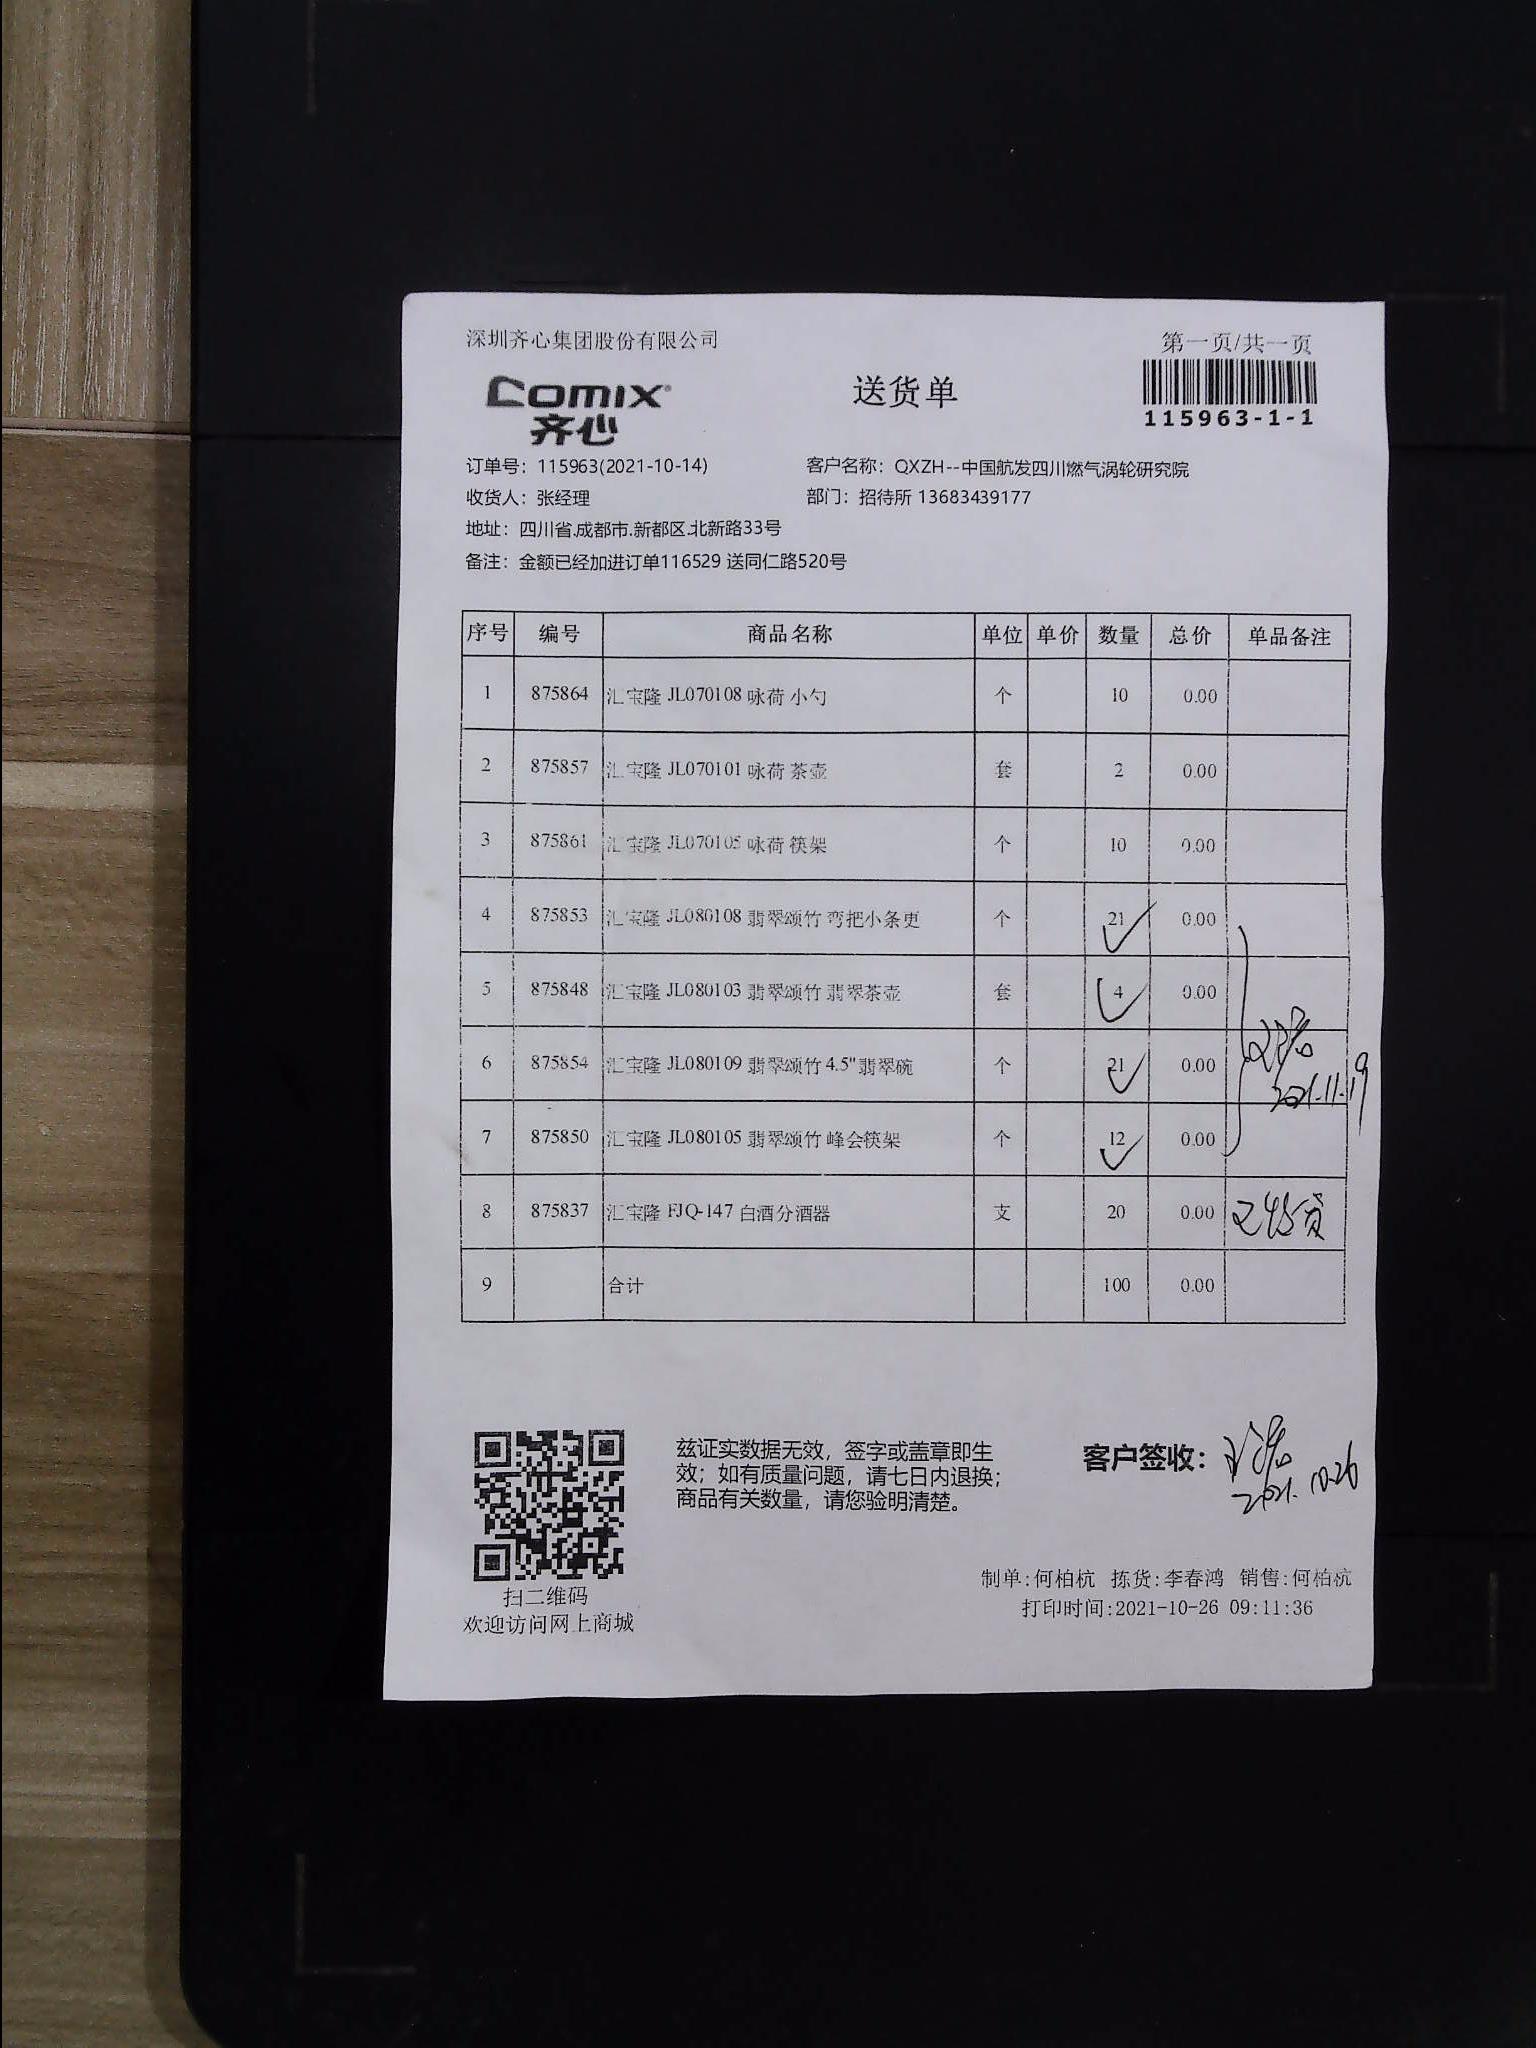 深圳齐心集团股份有限公司
第一页/共一页
comix
齐心
送货单
115963-1-1
订单号：115963(2021-10-14) 客户名称：QXZH--中国航发四川燃气涡轮研究院
收货人：张经理 部门：招待所 13683439177
地址：四川省.成都市.新都区.北新路33号
备注：金额已经加进订单116529 送同仁路520号
序号 编号 商品名称 单位 单价 数量 总价 单品备注
1 875864 汇宝隆 JL070108 咏荷 小勺 个 10 0.00
2 875857 汇宝隆 JL070101 咏荷 茶壶 套 2 0.00
3 875861 汇宝隆 JL070105 咏荷 筷架 个 10 0.00
4 875853 汇宝隆 JL080108 翡翠颂竹 弯把小条更 个 21 0.00
5 875848 汇宝隆 JL080103 翡翠颂竹 翡翠茶壶 套 4 0.00
6 875854 汇宝隆 JL080109 翡翠颂竹 4.5"翡翠碗 个 21 0.00
2021.11.19
7 875850 汇宝隆 JL080105 翡翠颂竹 峰会筷架 个 12 0.00
8 875837 汇宝隆 FJQ-147 白酒分酒器 支 20 0.00
9 合计 100 0.00
兹证实数据无效，签字或盖章即生
效；如有质量问题，请七日内退换；
商品有关数量，请您验明清楚。
客户签收：
2021.10.26
扫二维码
欢迎访问网上商城
制单:何柏杭 拣货:李春鸿 销售:何柏杭
打印时间:2021-10-26 09:11:36